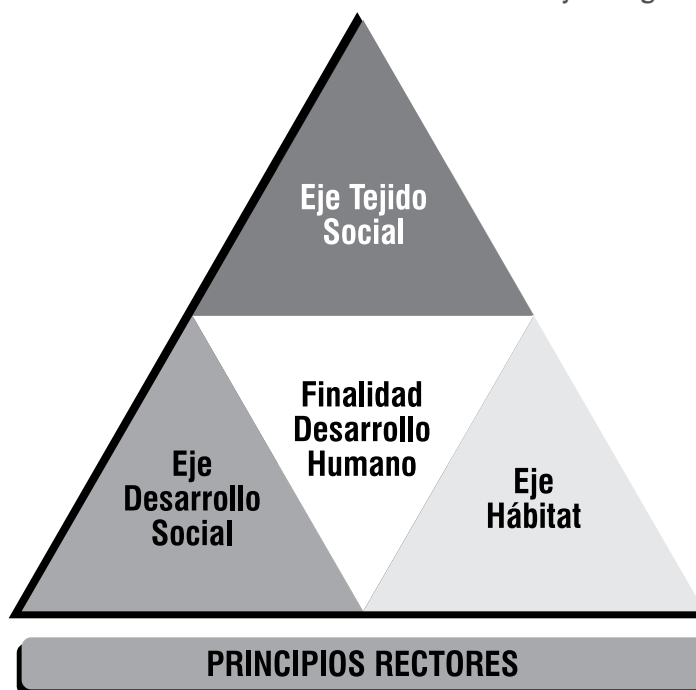 Eje Tejido
Social
Finalidad
Desarrollo
Humano
Eje
Desarrollo
Social
Eje
Hábitat
PRINCIPIOS RECTORES